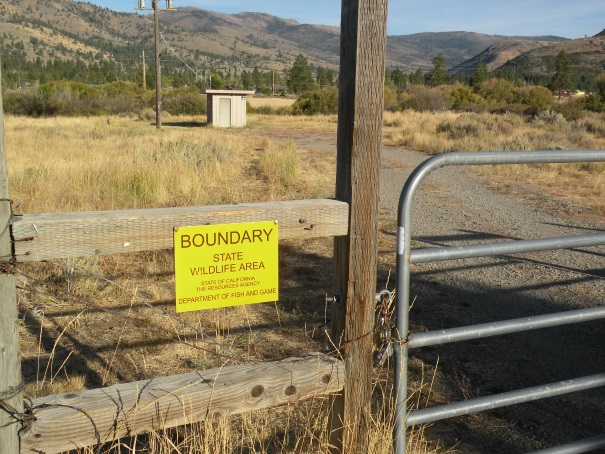 BOUNDARY
STATE
WILDLIFE AREA
STATE OF CALIFORNIA
THE RESOURCES AGENCY
DEPARTMENT OF FISH AND GAME